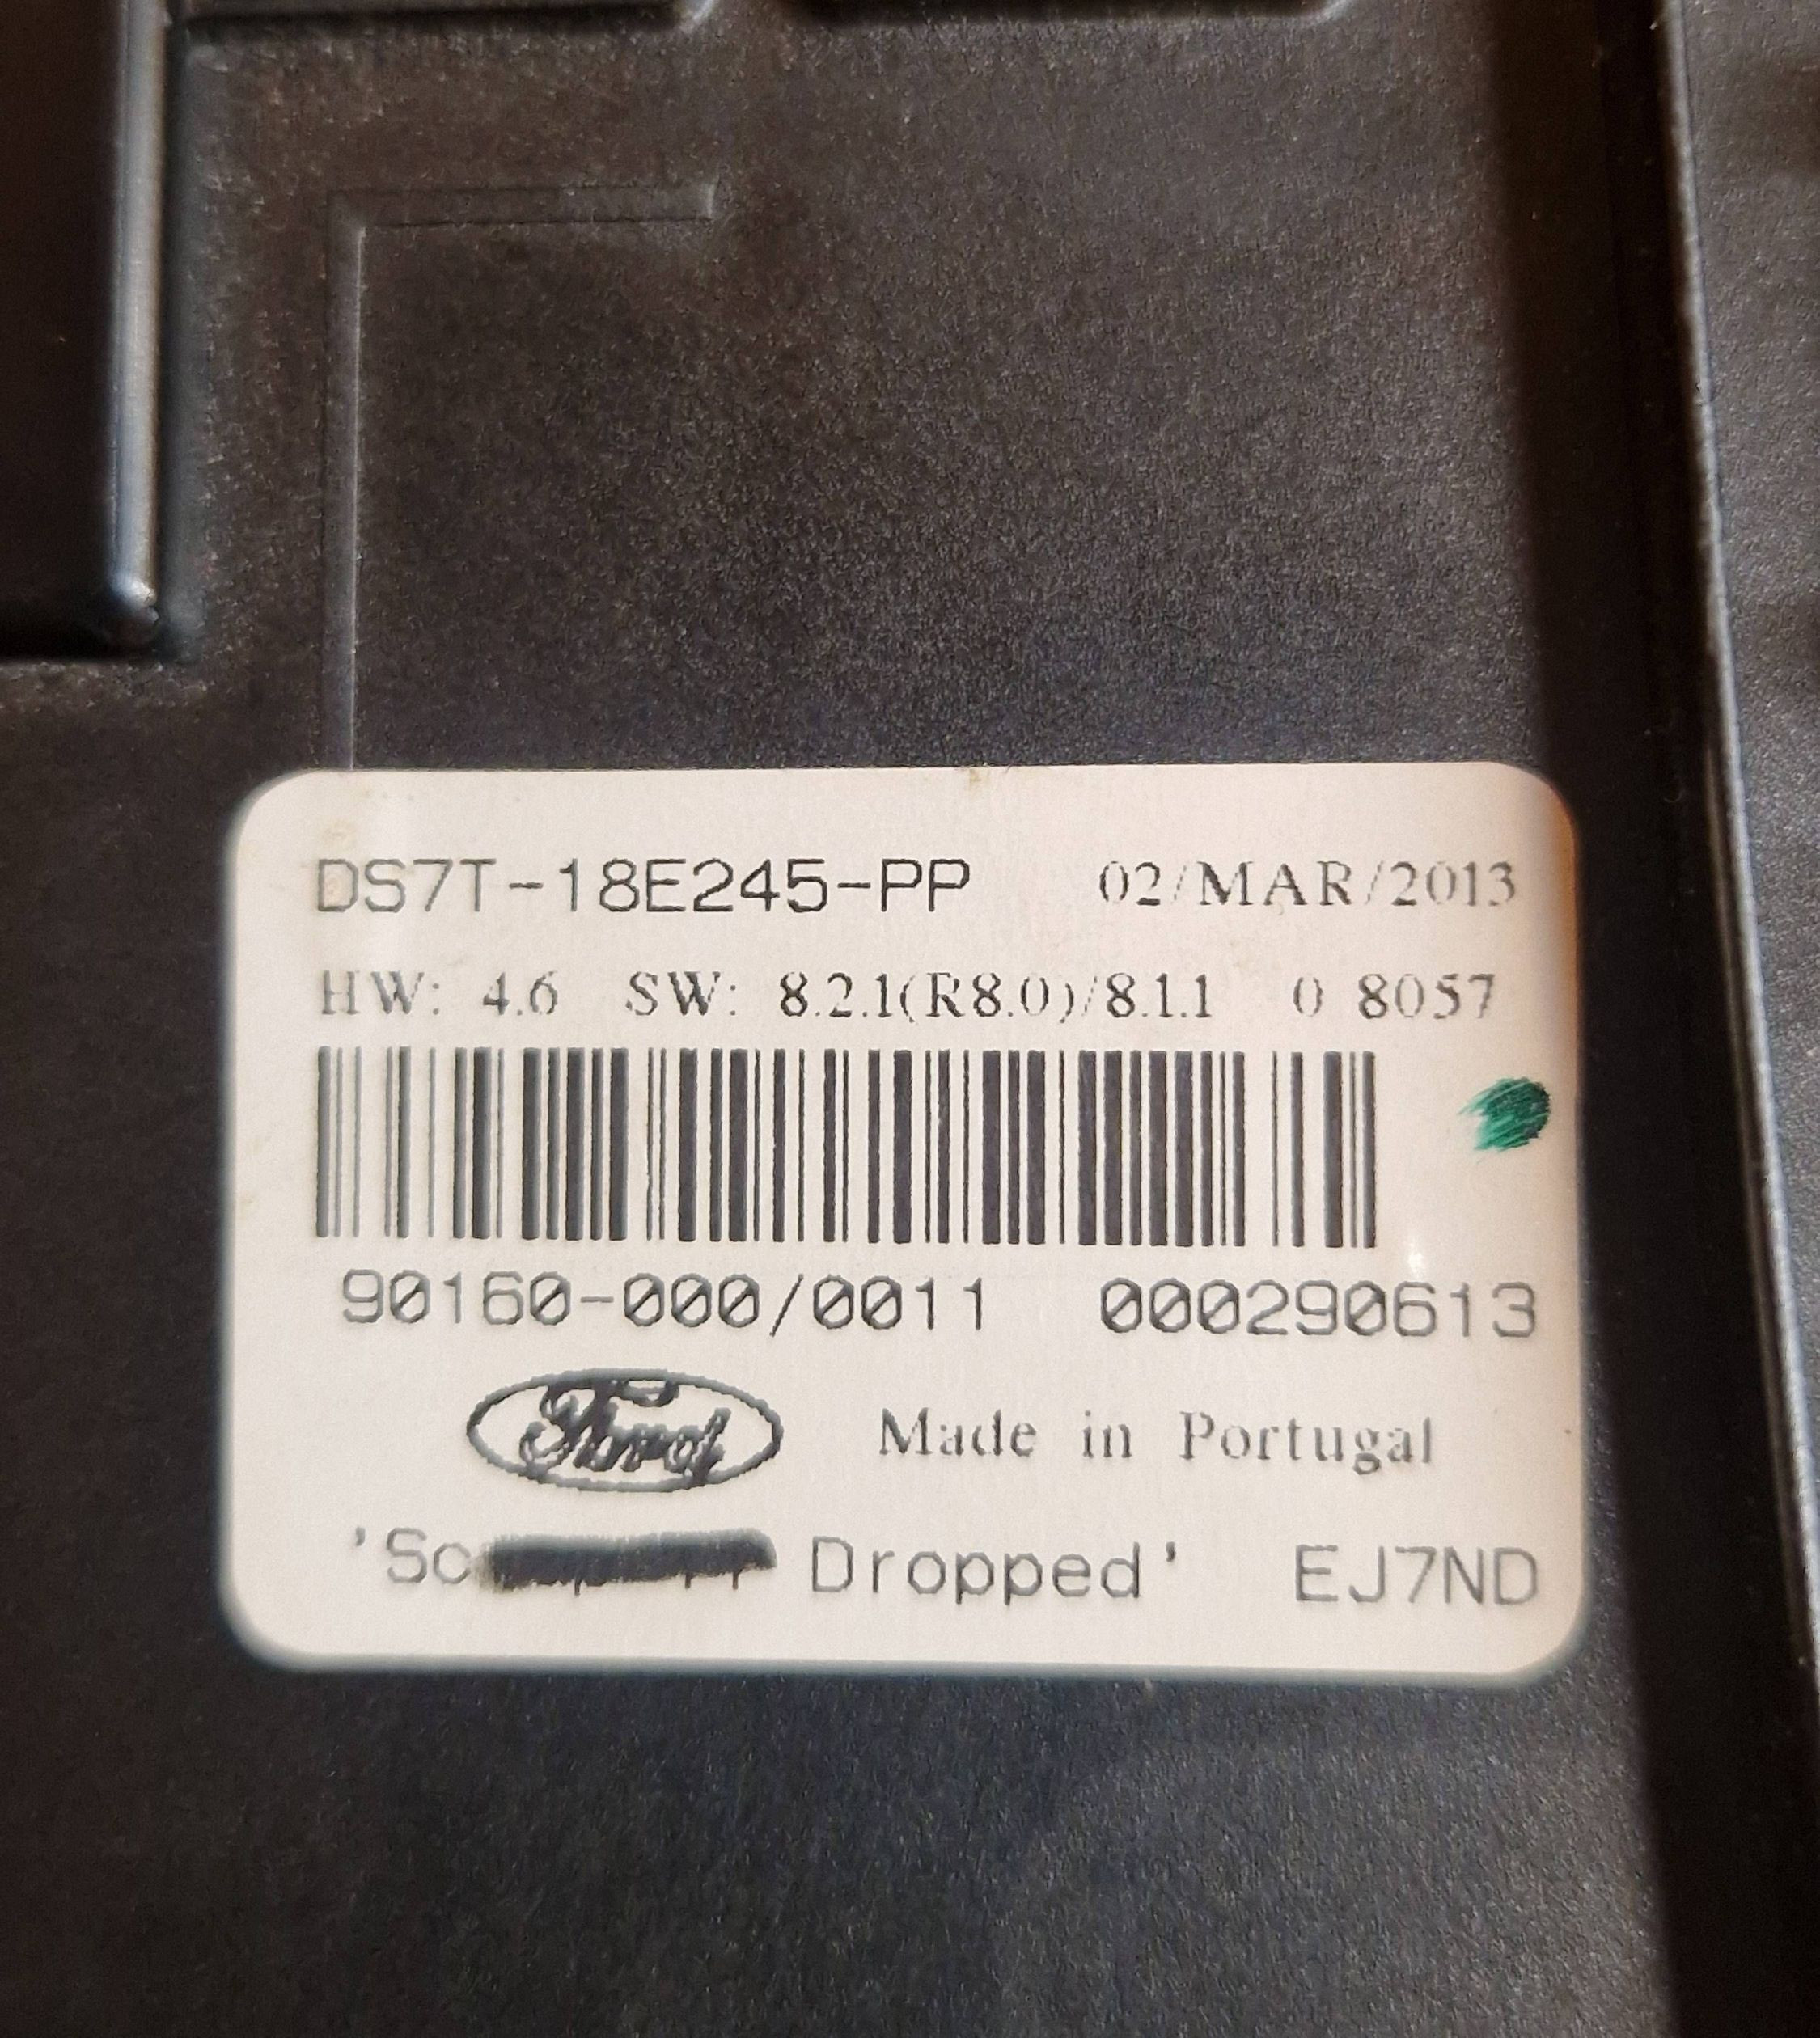 DS7T-18E245-PP 02/MAR/2013
HW: 4.6 SW: 8.2.1(R8.0)/8.1.1 0 8057
90160-000/0011 000290613
Ford Made in Portugal
Dropped' EJ7ND